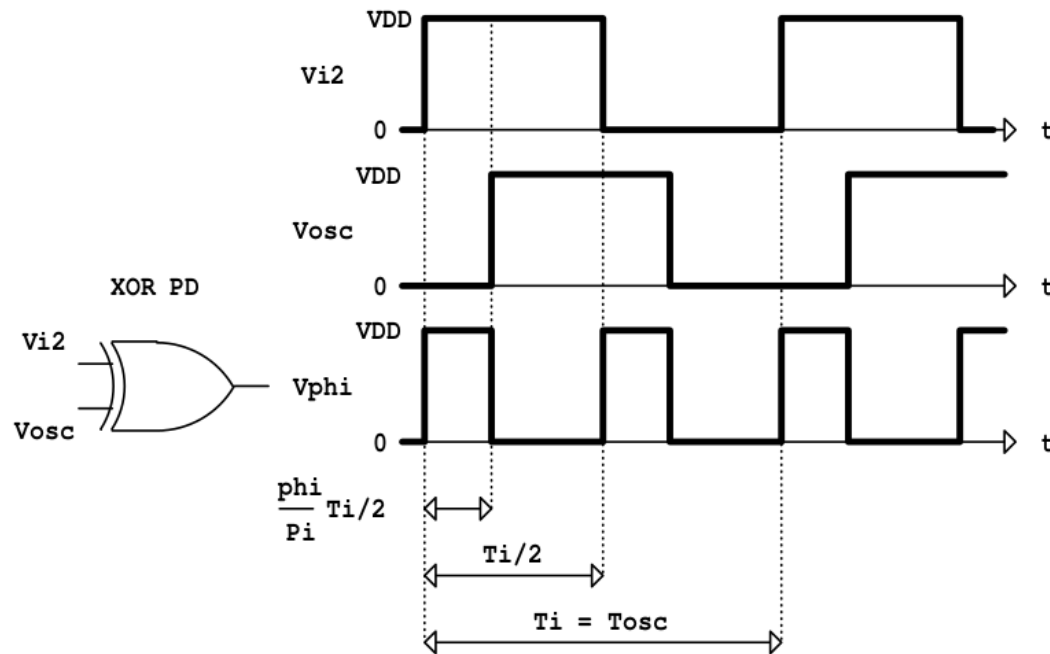 VDD
Vi2
0
t
VDD
Vosc
0
t
XOR PD
VDD
Vi2
Vphi
Vosc
0
t
phi
Pi
Ti/2
Ti/2
Ti = Tosc